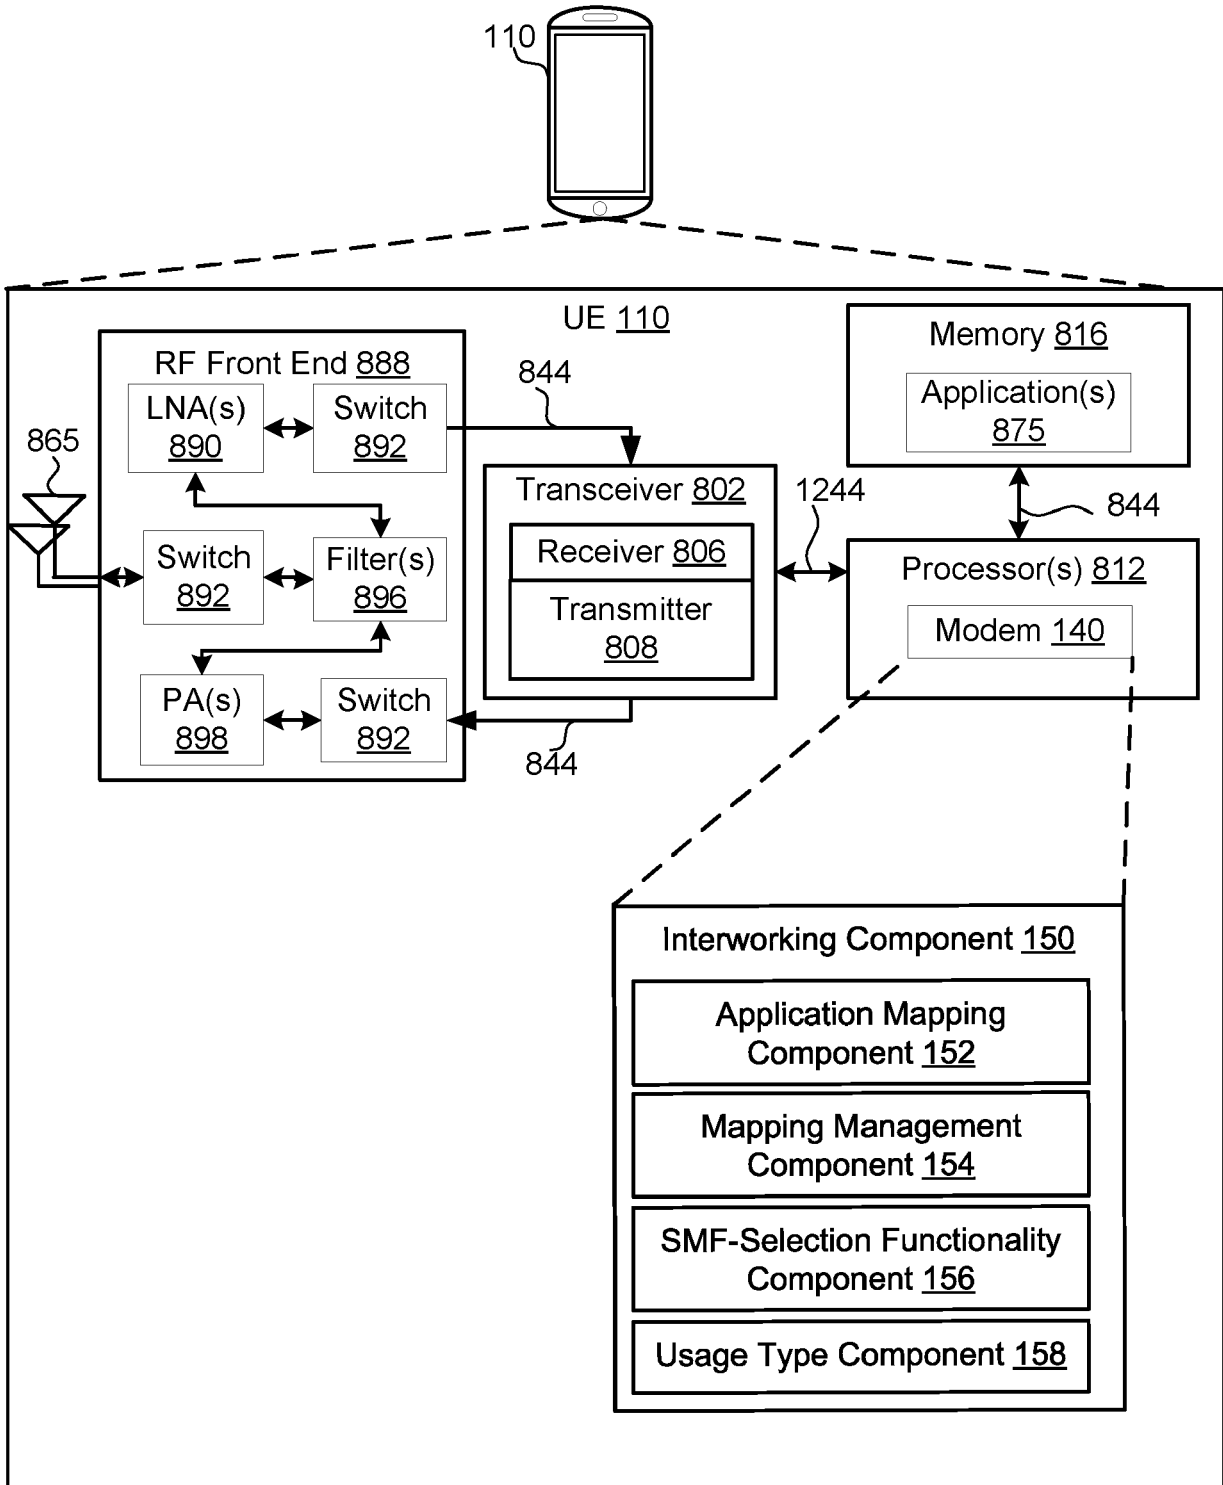 110
UE 110
RF Front End 888
LNA(s)
890
Switch
892
844
865
Switch
892
Filter(s)
896
PA(s)
898
Switch
892
844
Transceiver 802
Receiver 806
Transmitter
808
1244
Memory 816
Application(s)
875
844
Processor(s) 812
Modem 140
Interworking Component 150
Application Mapping
Component 152
Mapping Management
Component 154
SMF-Selection Functionality
Component 156
Usage Type Component 158